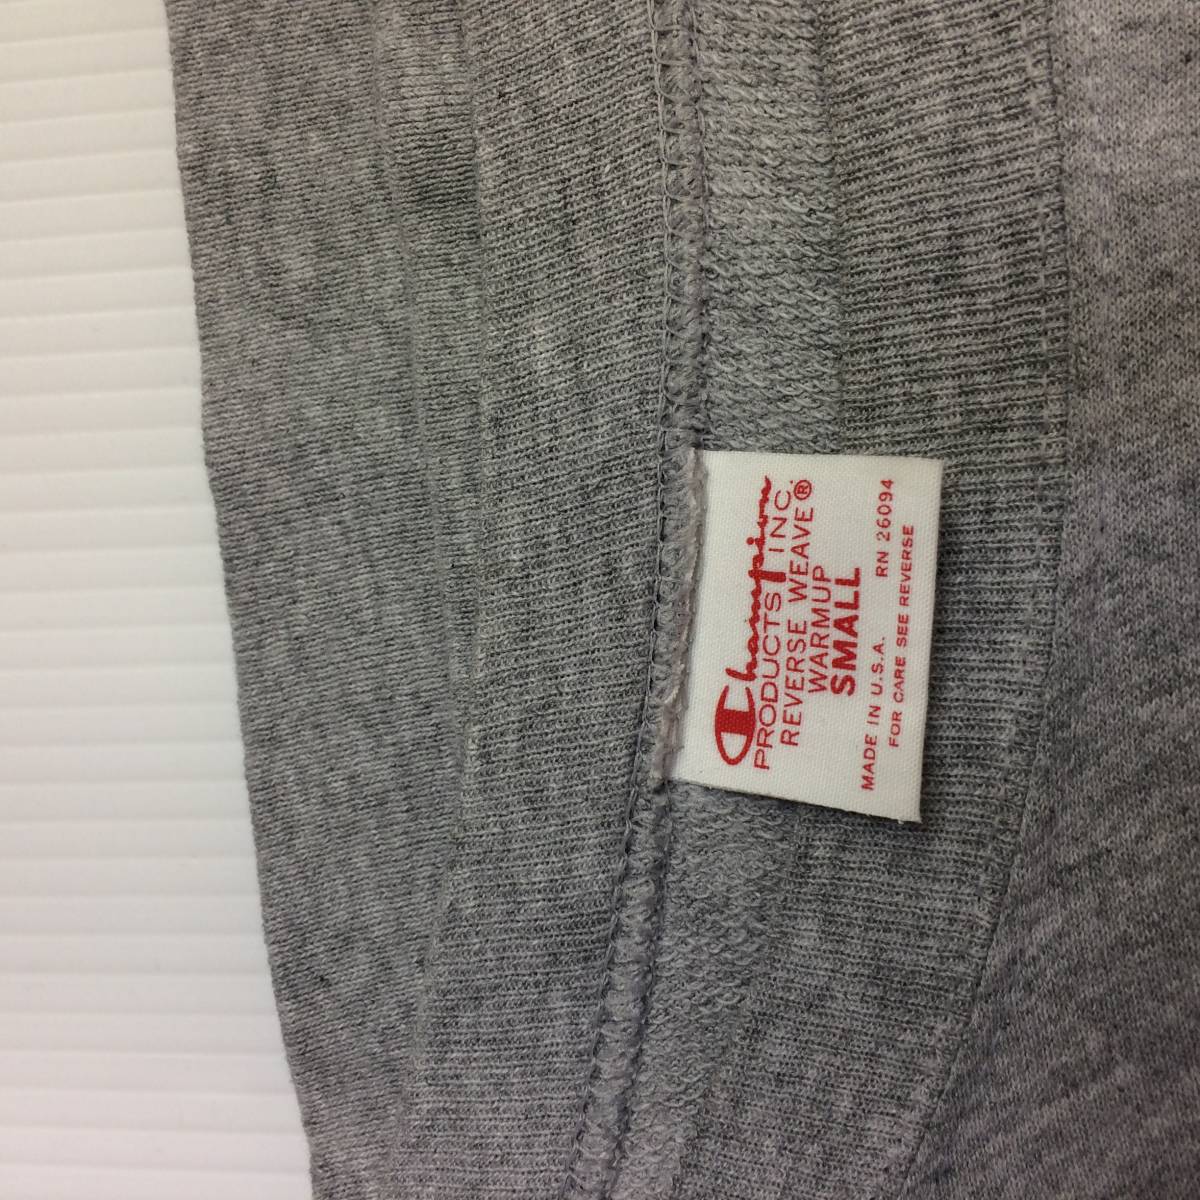 Champion
PRODUCTS INC.
REVERSE WEAVE®
WARMUP
SMALL
MADE IN U.S.A. RN 26094
FOR CARE SEE REVERSE